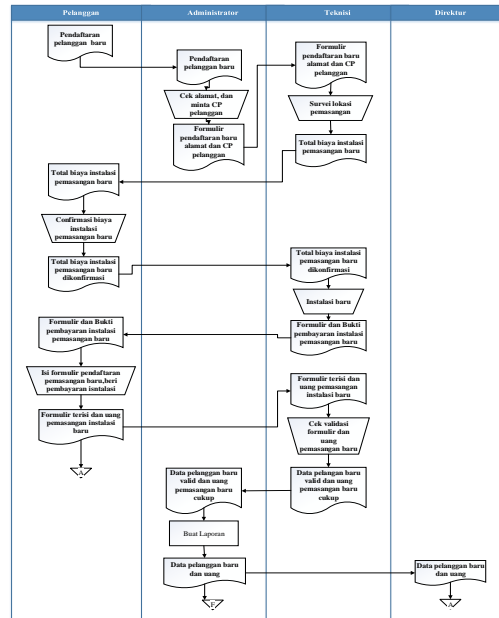 Pelanggan
Administrator
Teknisi
Direktur
Pendaftaran
pelanggan baru
Pendaftaran
pelanggan baru
Cek alamat, dan
minta CP
pelanggan
Formulir
pendaftaran baru
alamat dan CP
pelanggan
Formulir
pendaftaran baru
alamat dan CP
pelanggan
Survei lokasi
pemasangan
Total biaya instalasi
pemasangan baru
Total biaya instalasi
pemasangan baru
Confirmasi biaya
instalasi
pemasangan baru
Total biaya instalasi
pemasangan baru
dikonfirmasi
Total biaya instalasi
pemasangan baru
dikonfirmasi
Instalasi baru
Formulir dan Bukti
pembayaran instalasi
pemasangan baru
Formulir dan Bukti
pembayaran instalasi
pemasangan baru
Isi formulir pendaftaran
pemasangan baru,beri
pembayaran isntalasi
Formulir terisi dan uang
pemasangan instalasi
baru
A
Formulir terisi dan
uang pemasangan
instalasi baru
Cek validasi
formulir dan
uang
pemasangan baru
Data pelangan baru
valid dan uang
pemasangan baru
cukup
Data pelanggan baru
valid dan uang
pemasangan baru
cukup
Buat Laporan
Data pelanggan baru
dan uang
F
Data pelanggan baru
dan uang
A